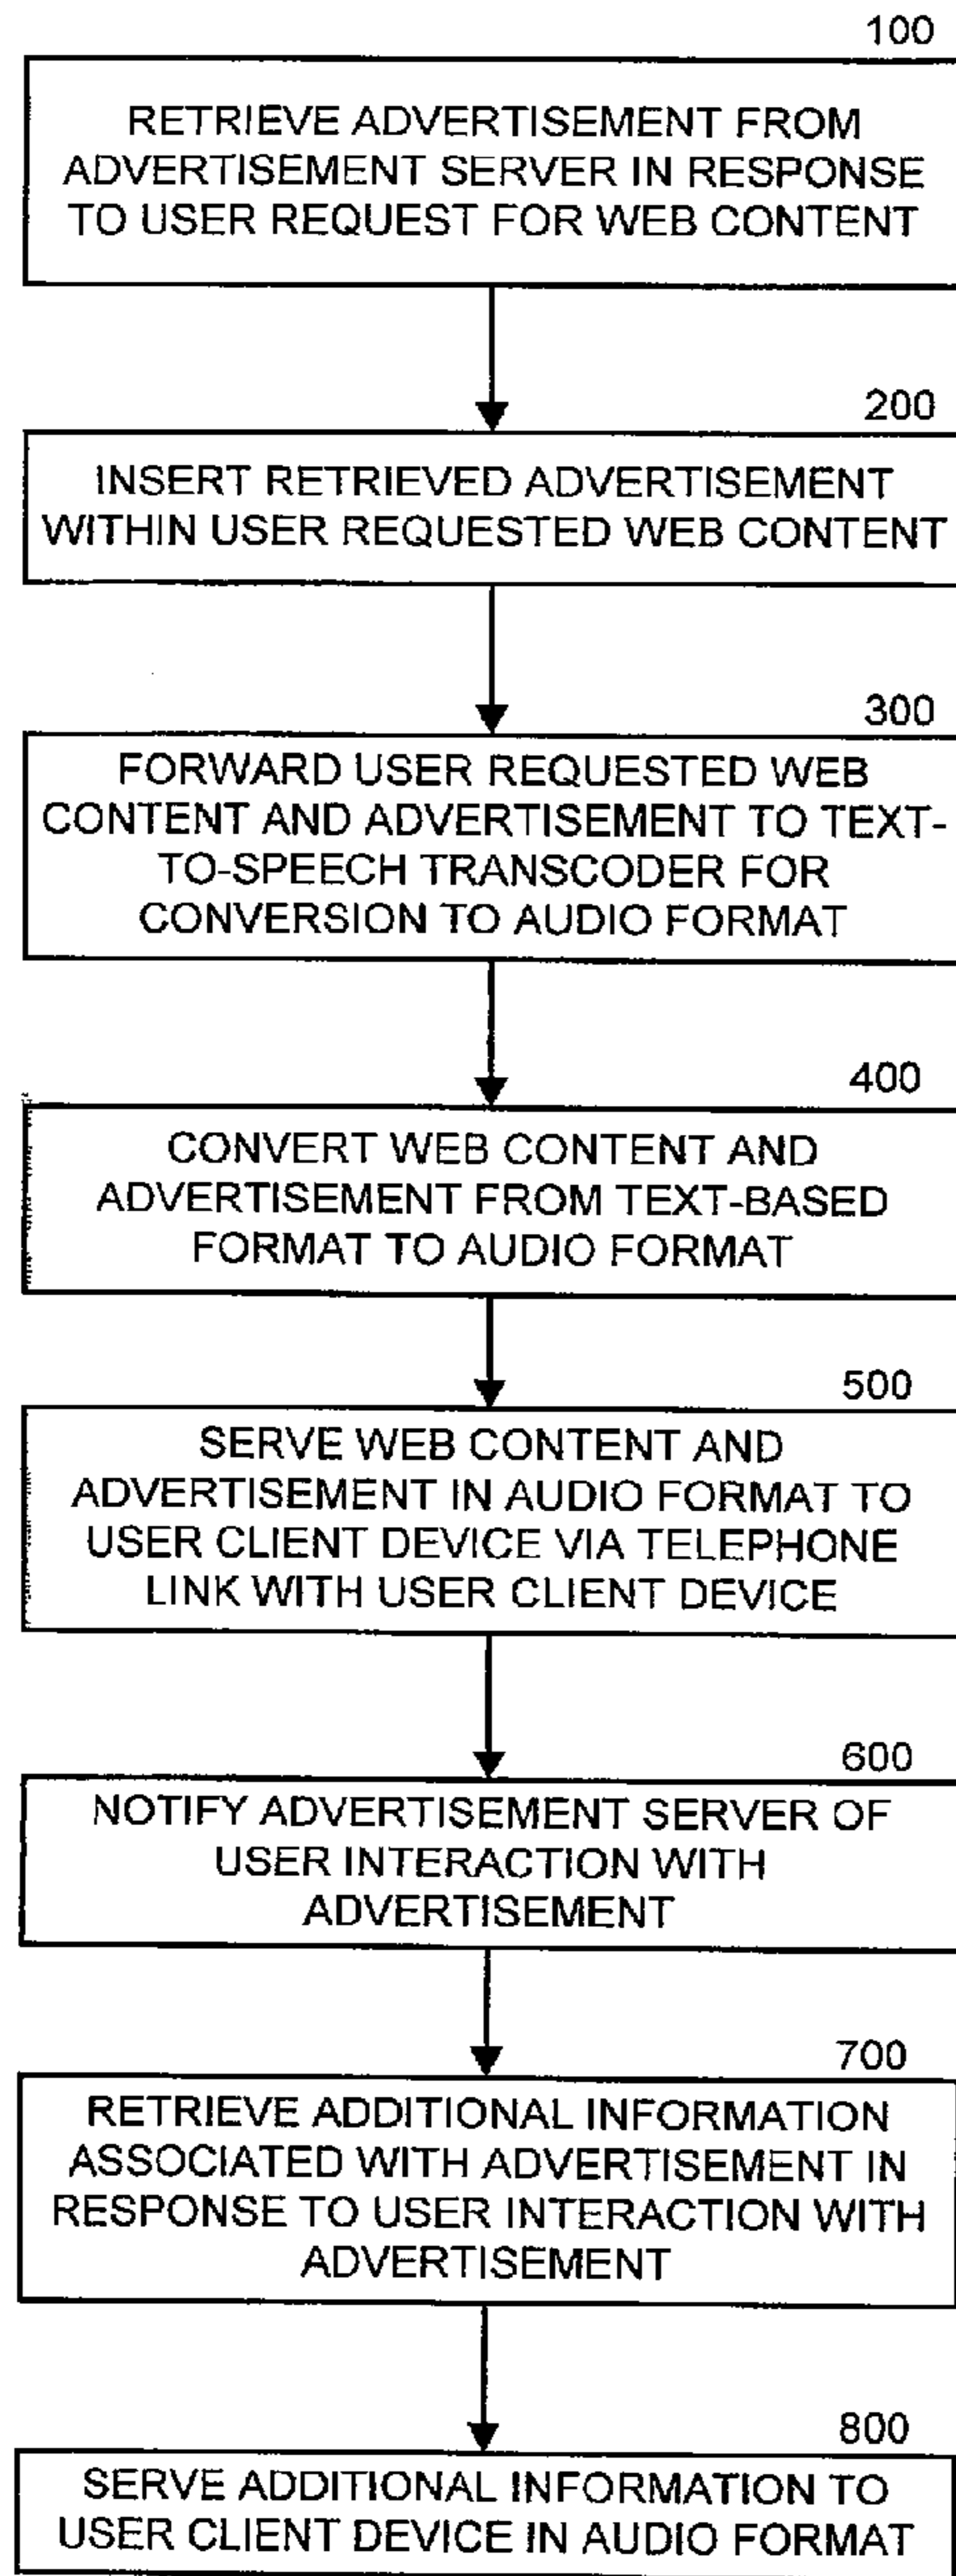 100
RETRIEVE ADVERTISEMENT FROM
ADVERTISEMENT SERVER IN RESPONSE
TO USER REQUEST FOR WEB CONTENT
200
INSERT RETRIEVED ADVERTISEMENT
WITHIN USER REQUESTED WEB CONTENT
300
FORWARD USER REQUESTED WEB
CONTENT AND ADVERTISEMENT TO TEXT-
TO-SPEECH TRANSCODER FOR
CONVERSION TO AUDIO FORMAT
400
CONVERT WEB CONTENT AND
ADVERTISEMENT FROM TEXT-BASED
FORMAT TO AUDIO FORMAT
500
SERVE WEB CONTENT AND
ADVERTISEMENT IN AUDIO FORMAT TO
USER CLIENT DEVICE VIA TELEPHONE
LINK WITH USER CLIENT DEVICE
600
NOTIFY ADVERTISEMENT SERVER OF
USER INTERACTION WITH
ADVERTISEMENT
700
RETRIEVE ADDITIONAL INFORMATION
ASSOCIATED WITH ADVERTISEMENT IN
RESPONSE TO USER INTERACTION WITH
ADVERTISEMENT
800
SERVE ADDITIONAL INFORMATION TO
USER CLIENT DEVICE IN AUDIO FORMAT